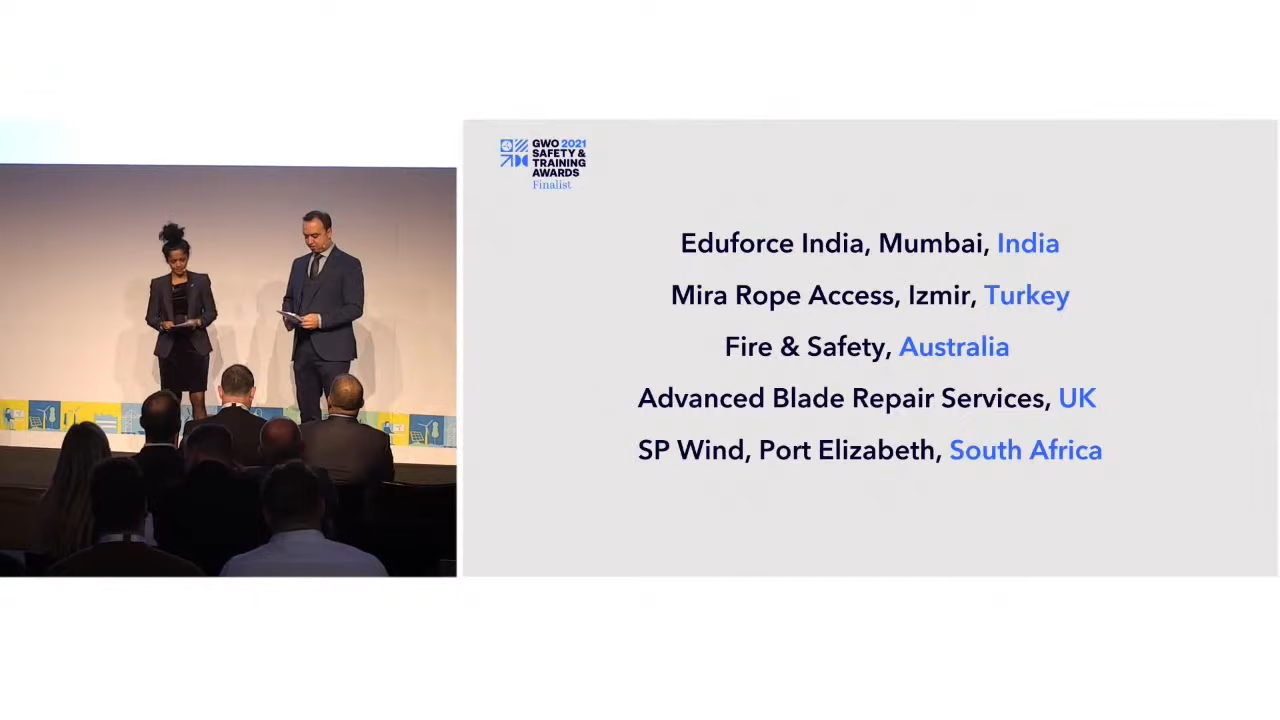 GWO 2021
SAFETY &
TRAINING
AWARDS
Finalist
Eduforce India, Mumbai, India
Mira Rope Access, Izmir, Turkey
Fire & Safety, Australia
Advanced Blade Repair Services, UK
SP Wind, Port Elizabeth, South Africa